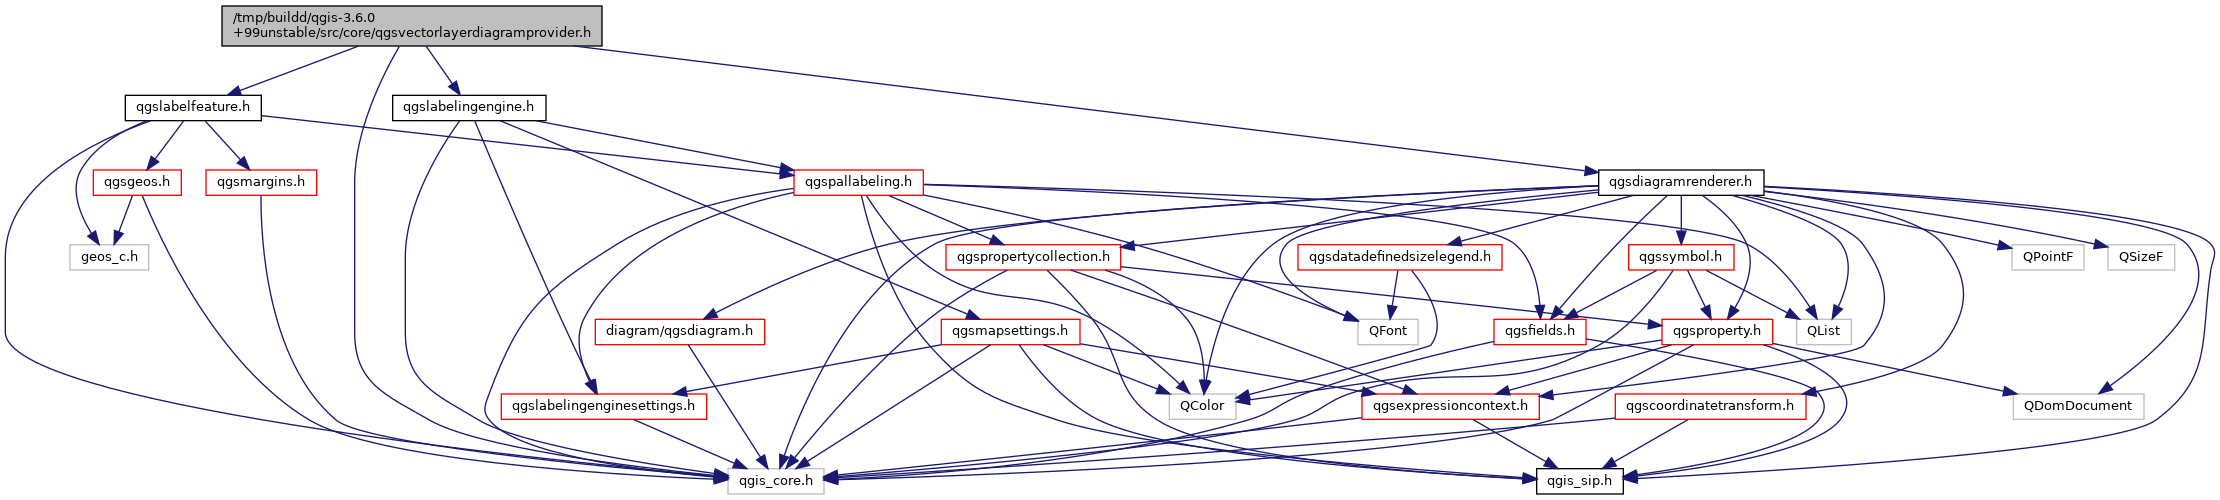 /tmp/buildd/qgis-3.6.0
+99unstable/src/core/qgsvectorlayerdiagramprovider.h
qgslabelfeature.h
qgslabelingengine.h
qgsgeos.h
qgsmargins.h
qgspallabeling.h
qgsdiagramrenderer.h
geos_c.h
qgspropertycollection.h
qgsdatadefinedsizelegend.h
qgssymbol.h
QPointF
QSizeF
diagram/qgsdiagram.h
qgsmapsettings.h
QFont
qgsfields.h
qgsproperty.h
QList
qgslabelingenginesettings.h
QColor
qgsexpressioncontext.h
qgscoordinatetransform.h
QDomDocument
qgis_core.h
qgis_sip.h